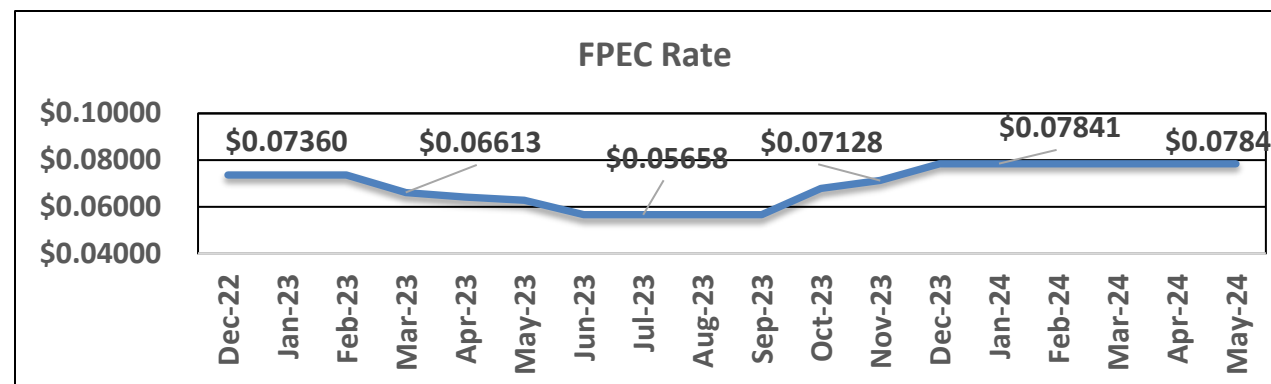 FPEC Rate
$0.10000
$0.08000
$0.06000
$0.04000
$0.07360
$0.06613
$0.05658
$0.07128
$0.07841
$0.0784
Dec-22
Jan-23
Feb-23
Mar-23
Apr-23
May-23
Jun-23
Jul-23
Aug-23
Sep-23
Oct-23
Nov-23
Dec-23
Jan-24
Feb-24
Mar-24
Apr-24
May-24